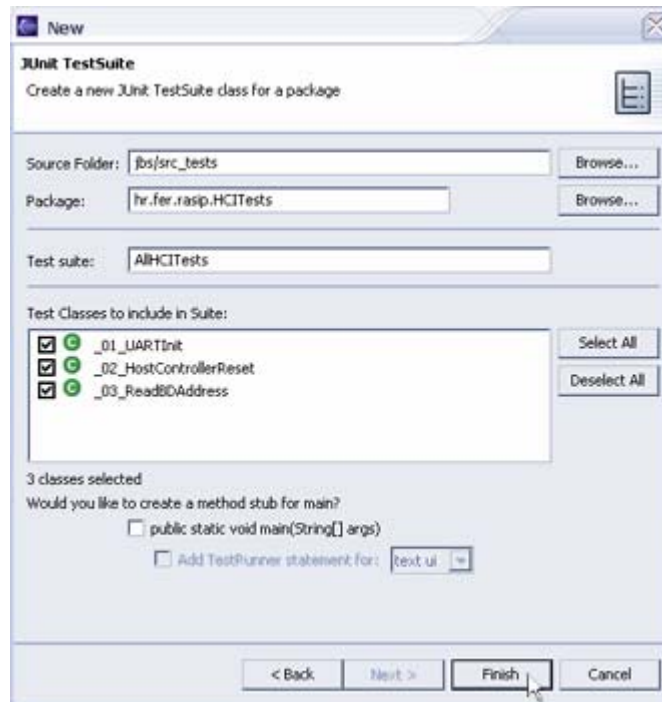 New
JUnit TestSuite
Create a new JUnit TestSuite class for a package
Source Folder: jbs/src_tests Browse...
Package: hr.fer.rasip.HCITests Browse...
Test suite: AllHCITests
Test Classes to include in Suite:
_01_UARTInit Select All
_02_HostControllerReset
_03_ReadBDAddress Deselect All
3 classes selected
Would you like to create a method stub for main?
public static void main(String[] args)
Add TestRunner statement for: text ui
< Back Next > Finish Cancel